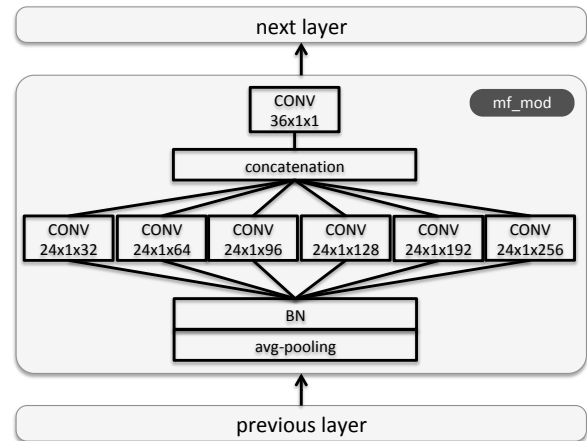 next layer
mf_mod
CONV
36x1x1
concatenation
CONV
24x1x32
CONV
24x1x64
CONV
24x1x96
CONV
24x1x128
CONV
24x1x192
CONV
24x1x256
BN
avg-pooling
previous layer